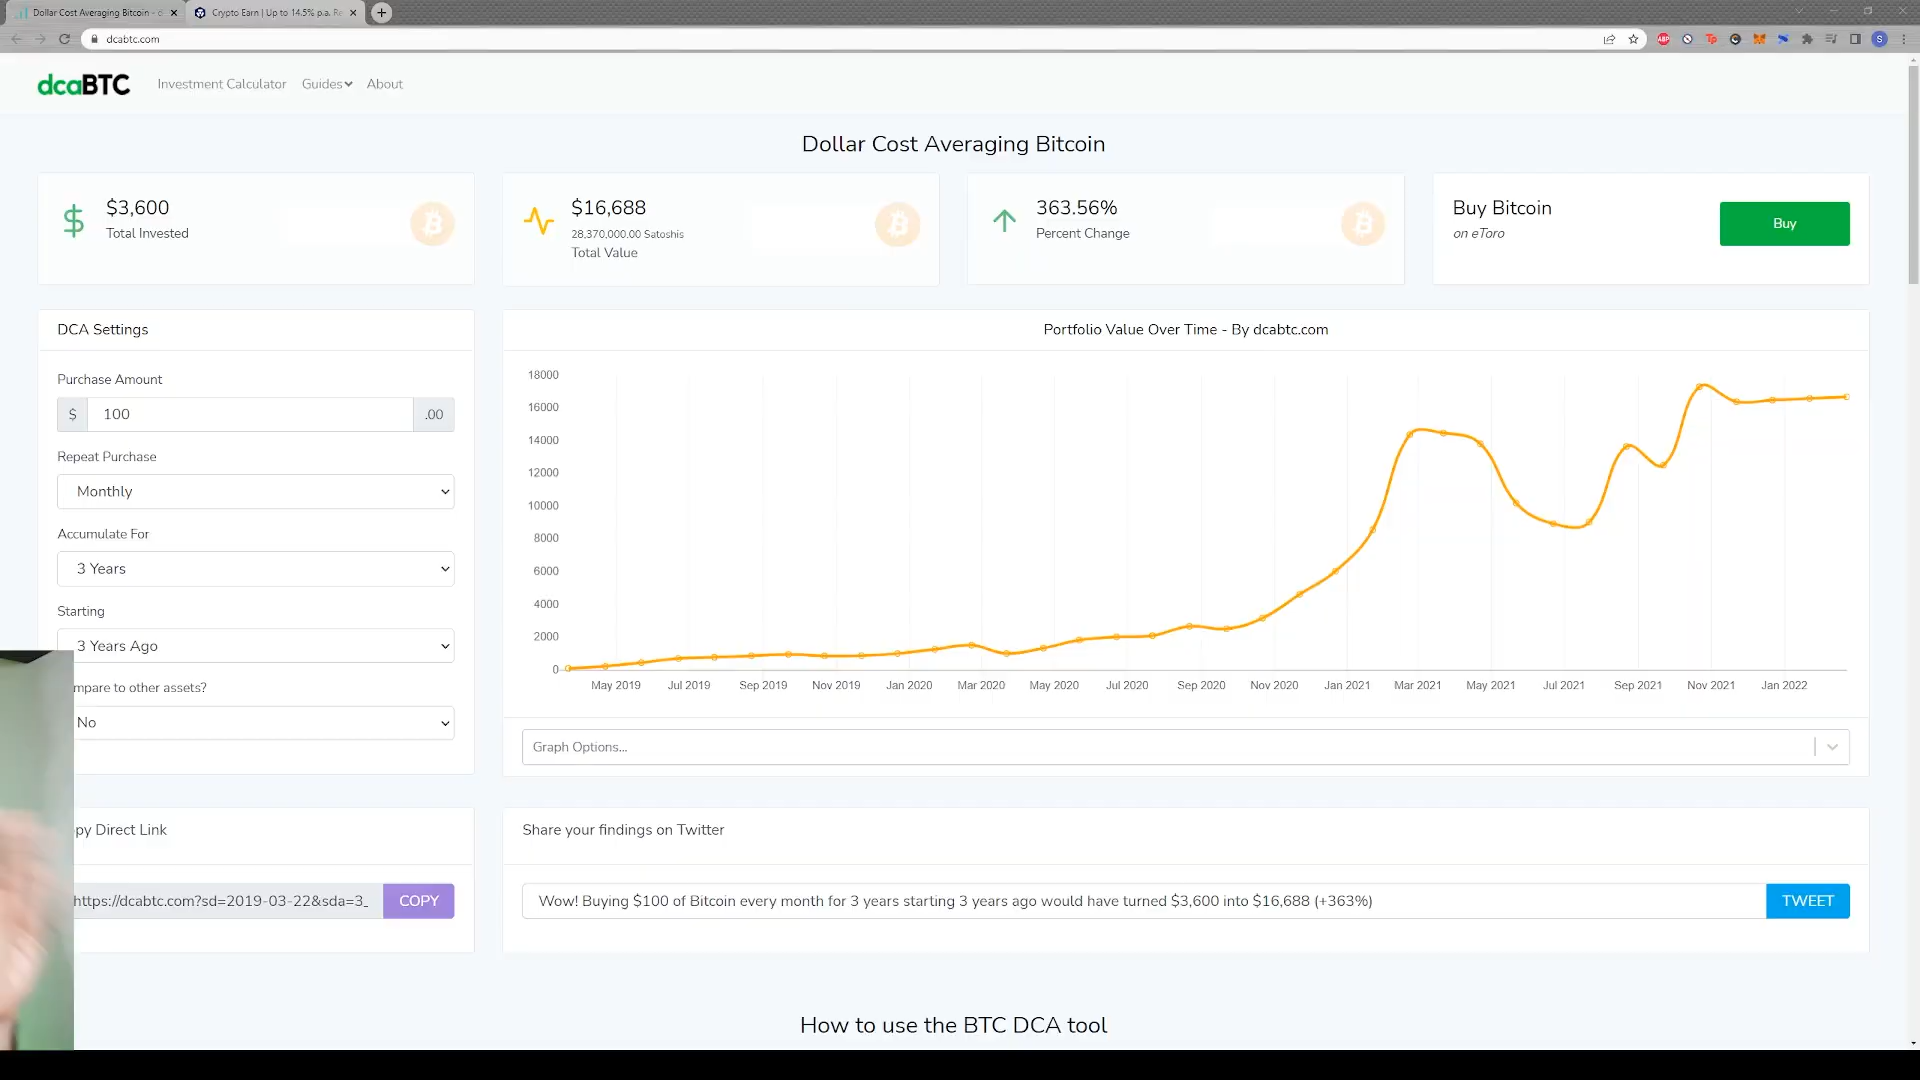 Dollar Cost Averaging Bitcoin - d
Crypto Earn | Up to 14.5% p.a. Re
dcabtc.com
dcaBTC
Investment Calculator
Guides
About
Dollar Cost Averaging Bitcoin
$3,600
Total Invested
$16,688
28,370,000.00 Satoshis
Total Value
363.56%
Percent Change
Buy Bitcoin
on eToro
Buy
DCA Settings
Purchase Amount
$ 100 .00
Repeat Purchase
Monthly
Accumulate For
3 Years
Starting
3 Years Ago
mpare to other assets?
No
Portfolio Value Over Time - By dcabtc.com
18000
16000
14000
12000
10000
8000
6000
4000
2000
0
May 2019 Jul 2019 Sep 2019 Nov 2019 Jan 2020 Mar 2020 May 2020 Jul 2020 Sep 2020 Nov 2020 Jan 2021 Mar 2021 May 2021 Jul 2021 Sep 2021 Nov 2021 Jan 2022
Graph Options...
py Direct Link
https://dcabtc.com?sd=2019-03-22&sda=3_
COPY
Share your findings on Twitter
Wow! Buying $100 of Bitcoin every month for 3 years starting 3 years ago would have turned $3,600 into $16,688 (+363%)
TWEET
How to use the BTC DCA tool